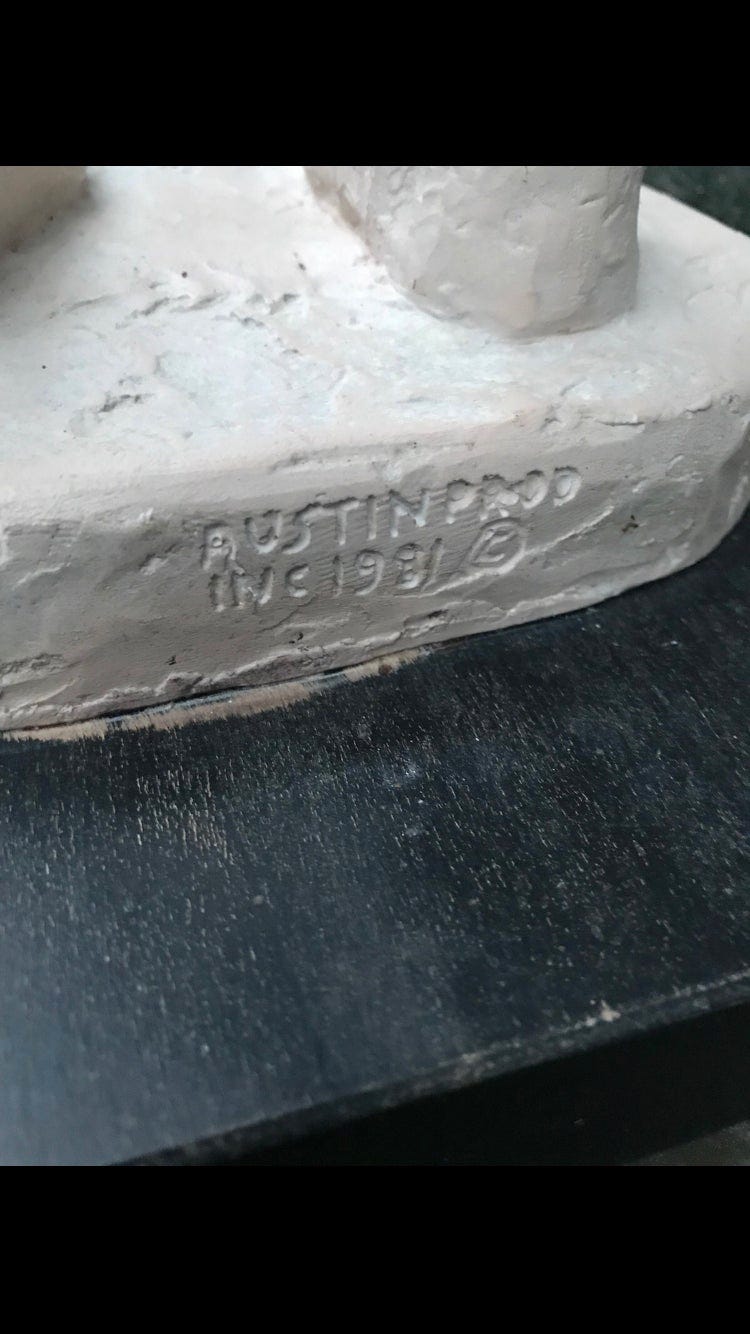 AUSTIN PROD
INC 1981 ©